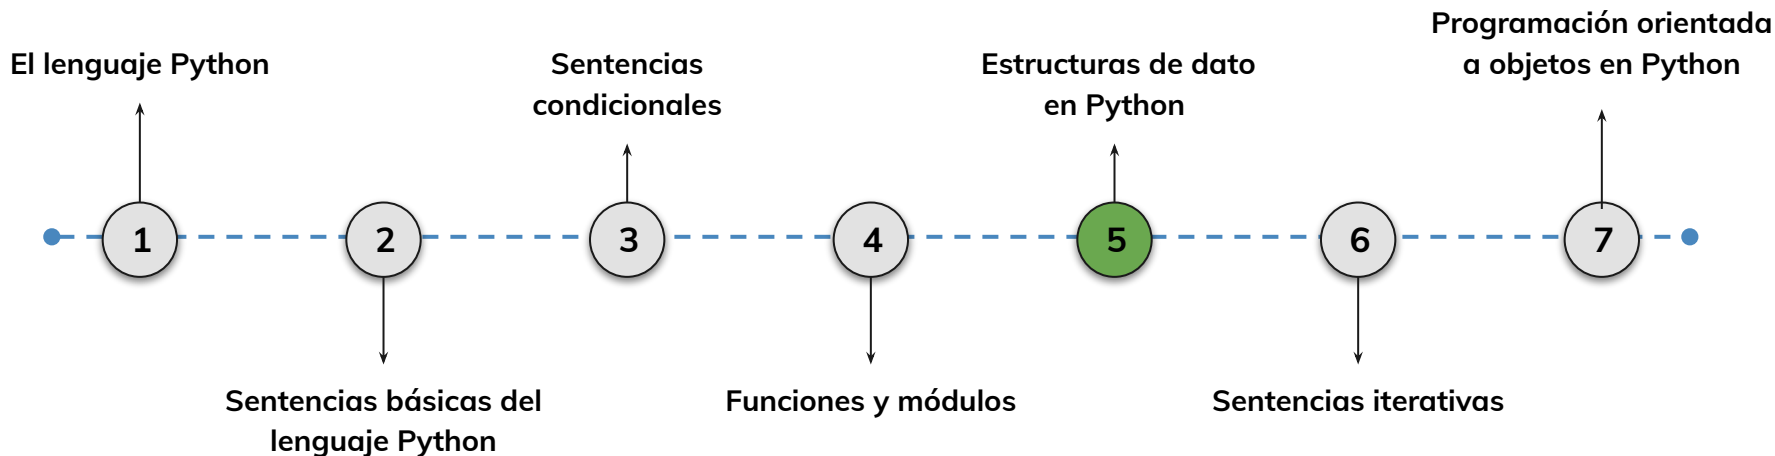 El lenguaje Python
Sentencias
condicionales
Estructuras de dato
en Python
Programación orientada
a objetos en Python
1
2
3
4
5
6
7
Sentencias básicas del
lenguaje Python
Funciones y módulos
Sentencias iterativas